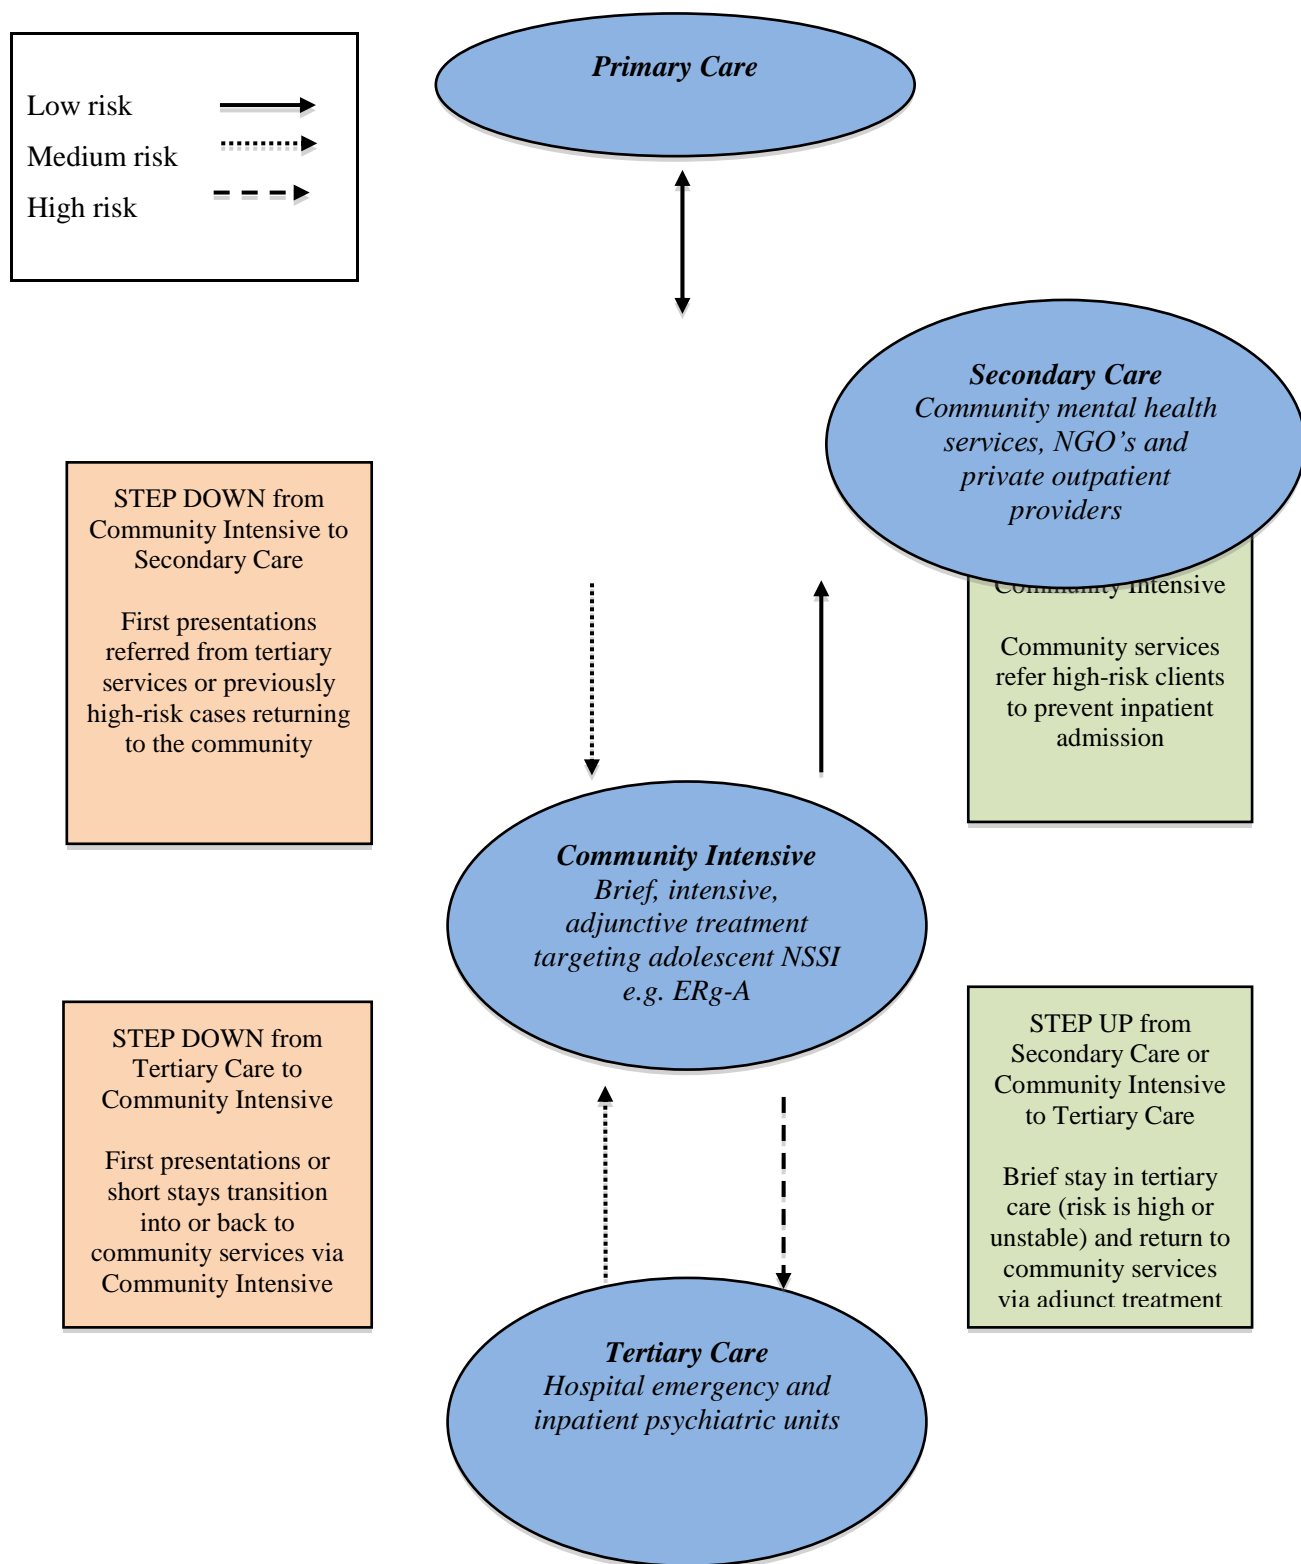 Low risk
Medium risk
High risk
Primary Care
Secondary Care
Community mental health
services, NGO’s and
private outpatient
providers
STEP DOWN from
Community Intensive to
Secondary Care
First presentations
referred from tertiary
services or previously
high-risk cases returning
to the community
Community Intensive
Community services
refer high-risk clients
to prevent inpatient
admission
Community Intensive
Brief, intensive,
adjunctive treatment
targeting adolescent NSSI
e.g. ERg-A
STEP DOWN from
Tertiary Care to
Community Intensive
First presentations or
short stays transition
into or back to
community services via
Community Intensive
STEP UP from
Secondary Care or
Community Intensive
to Tertiary Care
Brief stay in tertiary
care (risk is high or
unstable) and return to
community services
via adjunct treatment
Tertiary Care
Hospital emergency and
inpatient psychiatric units